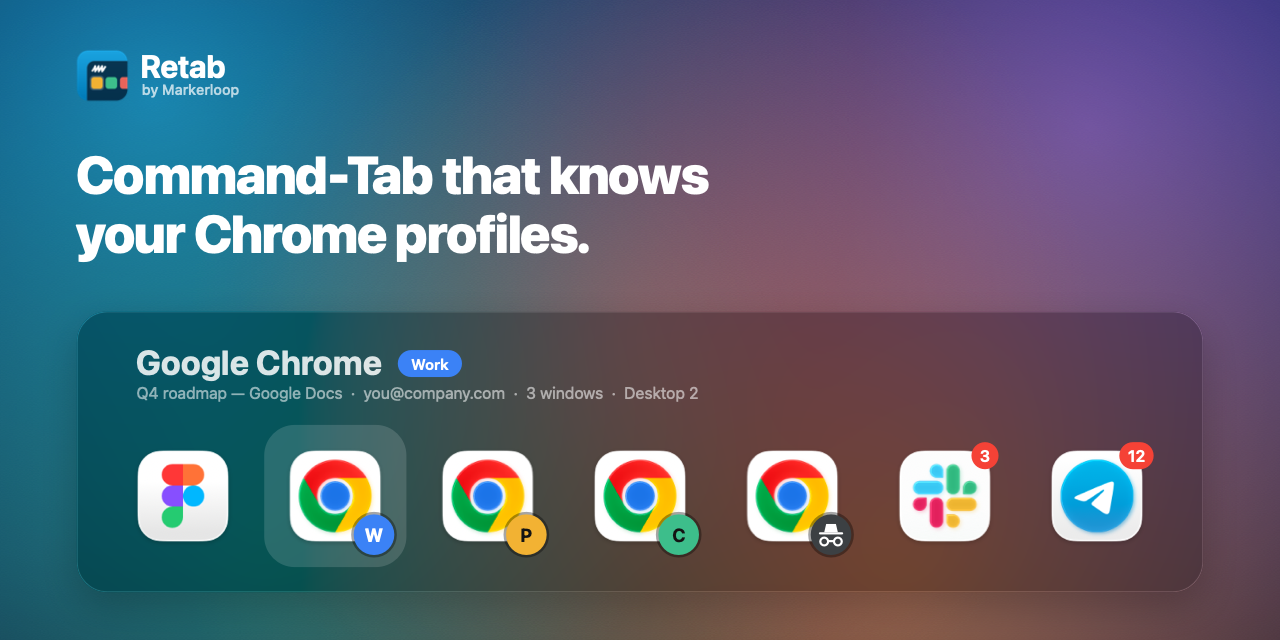 Retab
by Markerloop
Command-Tab that knows
your Chrome profiles.
Google Chrome Work
Q4 roadmap — Google Docs · you@company.com · 3 windows · Desktop 2
3 12
W P C